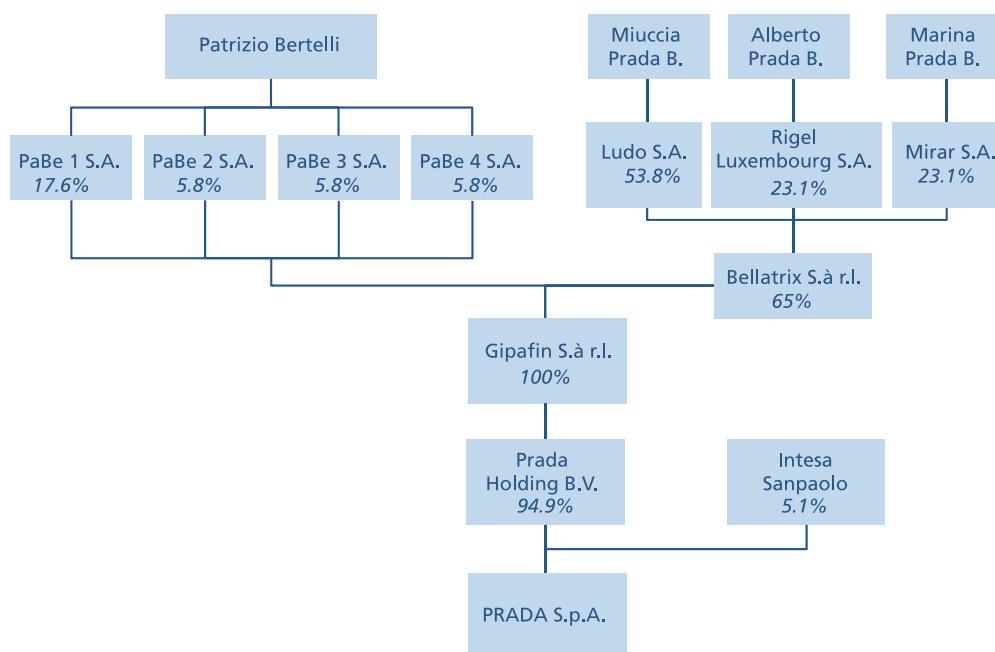 Patrizio Bertelli
Miuccia
Prada B.
Alberto
Prada B.
Marina
Prada B.
PaBe 1 S.A.
17.6%
PaBe 2 S.A.
5.8%
PaBe 3 S.A.
5.8%
PaBe 4 S.A.
5.8%
Ludo S.A.
53.8%
Rigel
Luxembourg S.A.
23.1%
Mirar S.A.
23.1%
Bellatrix S.à r.l.
65%
Gipafin S.à r.l.
100%
Prada
Holding B.V.
94.9%
Intesa
Sanpaolo
5.1%
PRADA S.p.A.